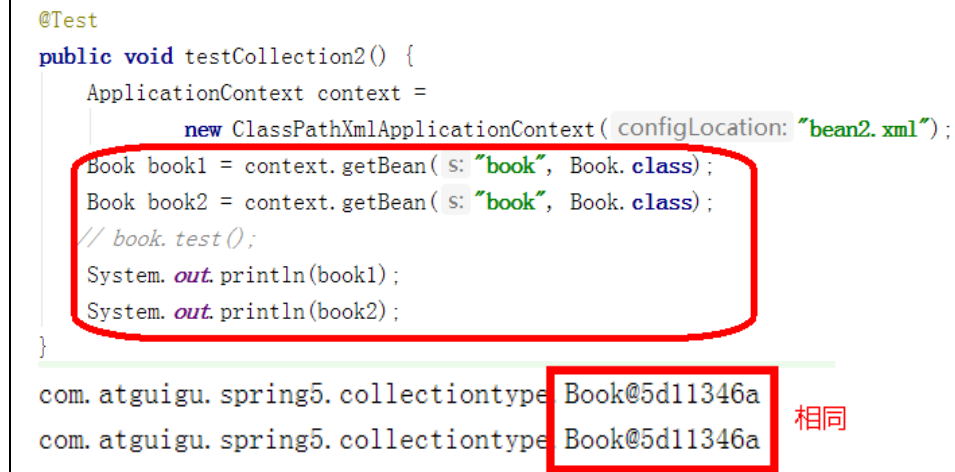 @Test
public void testCollection2() {
ApplicationContext context =
new ClassPathXmlApplicationContext( configLocation: "bean2.xml");
Book book1 = context.getBean( s: "book", Book.class);
Book book2 = context.getBean( s: "book", Book.class);
// book.test();
System.out.println(book1);
System.out.println(book2);
}
com.atguigu.spring5.collectiontype Book@5d11346a
com.atguigu.spring5.collectiontype Book@5d11346a
相同